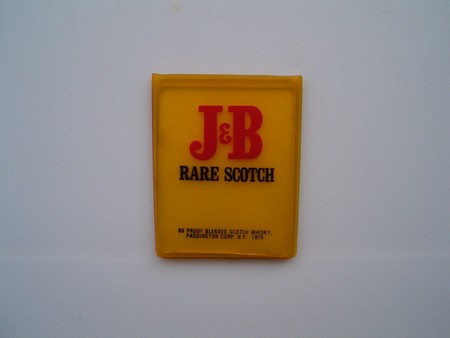 J&B
RARE SCOTCH
86 PROOF BLENDED SCOTCH WHISKY.
PADDINGTON CORP., N.Y. 1975